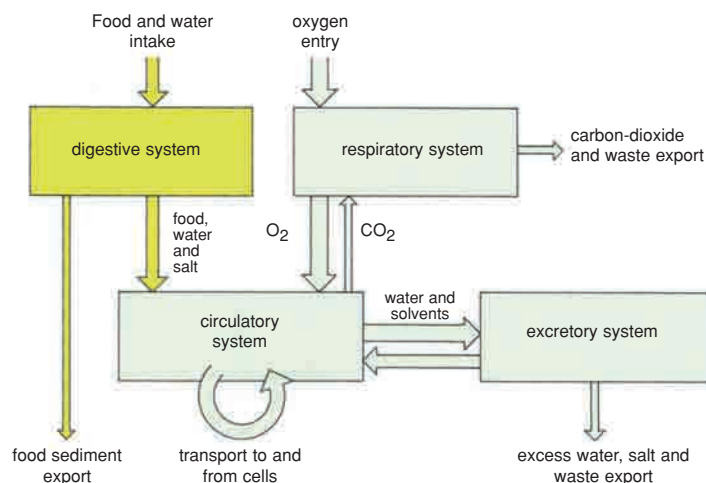 Food and water
intake
oxygen
entry
digestive system
respiratory system
carbon-dioxide
and waste export
food,
water
and
salt
O2
CO2
circulatory
system
water and
solvents
excretory system
food sediment
export
transport to and
from cells
excess water, salt and
waste export